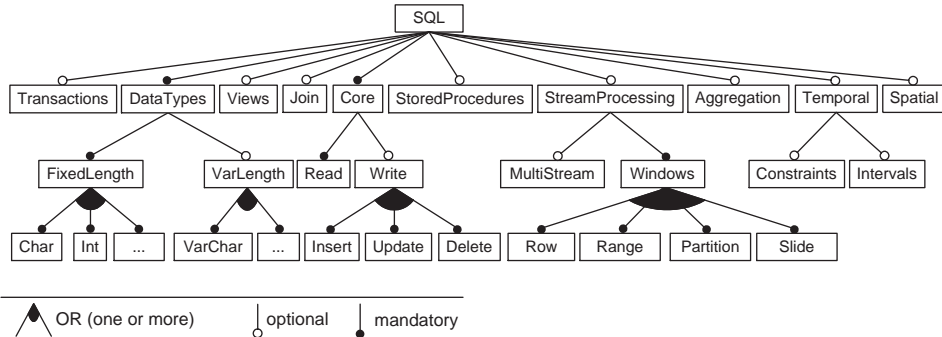 SQL
Transactions DataTypes Views Join Core StoredProcedures StreamProcessing Aggregation Temporal Spatial
FixedLength VarLength Read Write MultiStream Windows Constraints Intervals
Char Int ... VarChar ... Insert Update Delete Row Range Partition Slide
OR (one or more) optional mandatory